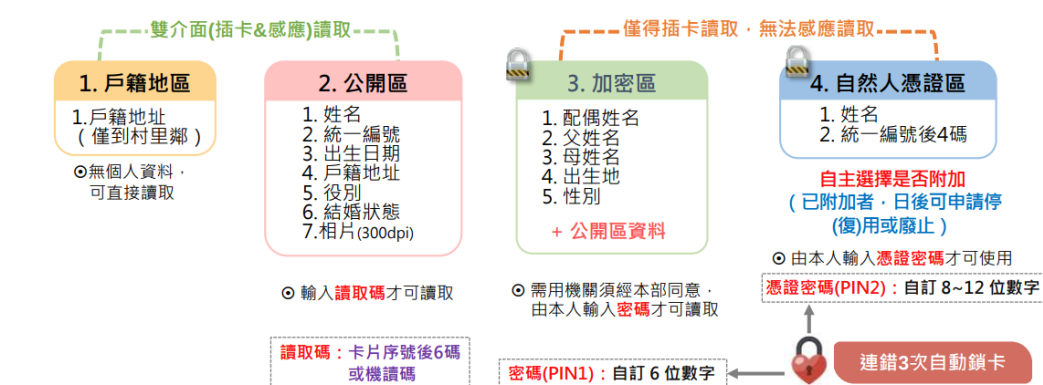 雙介面(插卡&感應)讀取
僅得插卡讀取，無法感應讀取
1. 戶籍地區
1.戶籍地址
（僅到村里鄰）
⊙無個人資料，
可直接讀取
2. 公開區
1. 姓名
2. 統一編號
3. 出生日期
4. 戶籍地址
5. 役別
6. 結婚狀態
7.相片(300dpi)
⊙ 輸入讀取碼才可讀取
讀取碼：卡片序號後6碼
或機讀碼
3. 加密區
1. 配偶姓名
2. 父姓名
3. 母姓名
4. 出生地
5. 性別
+ 公開區資料
⊙ 需用機關須經本部同意，
由本人輸入密碼才可讀取
密碼(PIN1)：自訂 6 位數字
4. 自然人憑證區
1. 姓名
2. 統一編號後4碼
自主選擇是否附加
（已附加者，日後可申請停
(復)用或廢止）
⊙ 由本人輸入憑證密碼才可使用
憑證密碼(PIN2)：自訂 8~12 位數字
連錯3次自動鎖卡